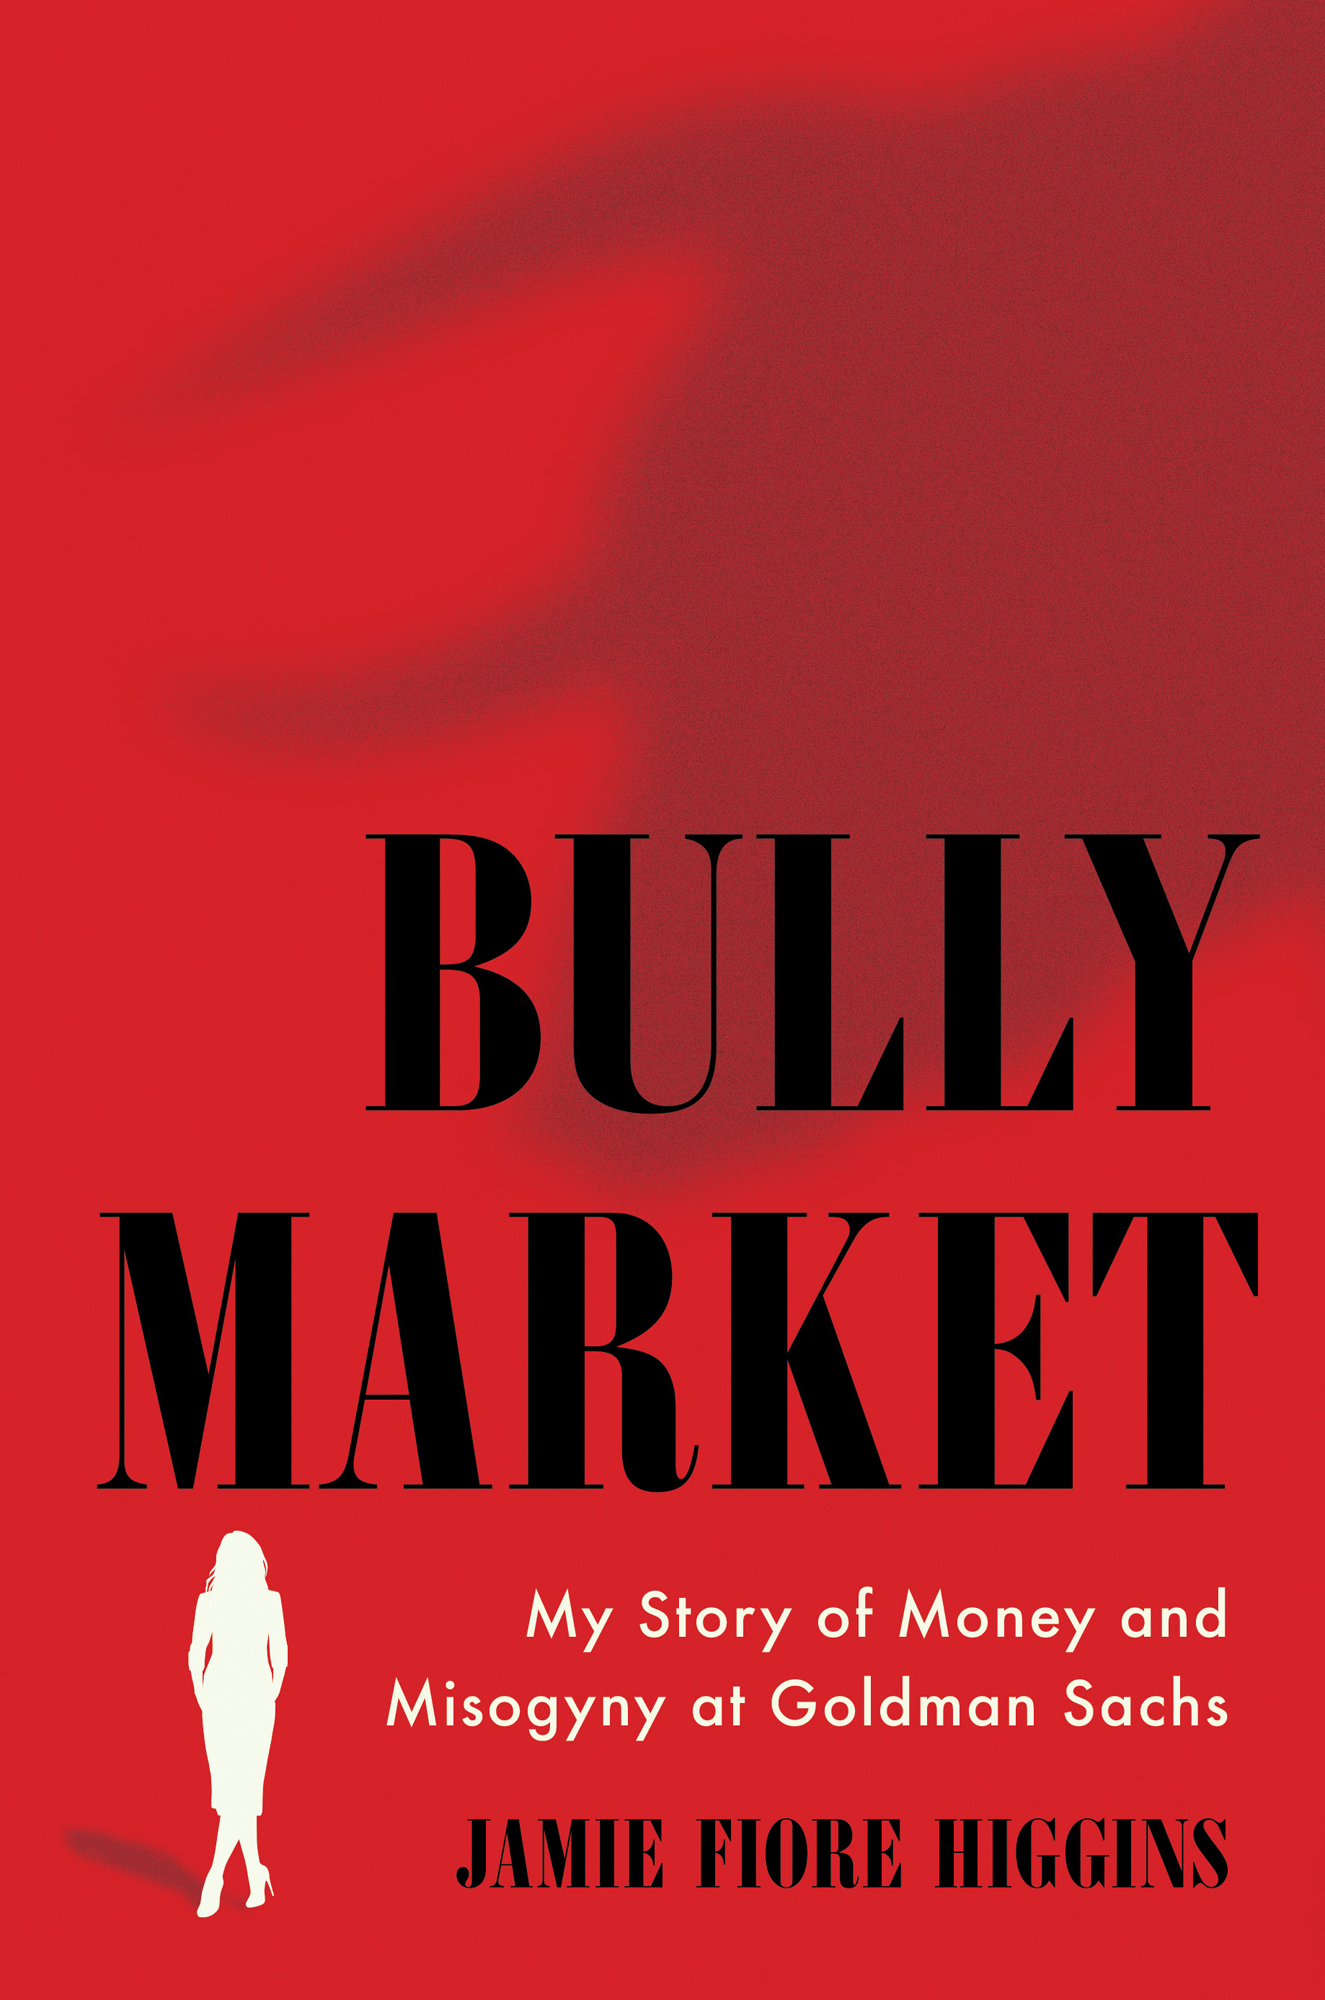 BULLY
MARKET
My Story of Money and
Misogyny at Goldman Sachs
JAMIE FIORE HIGGINS